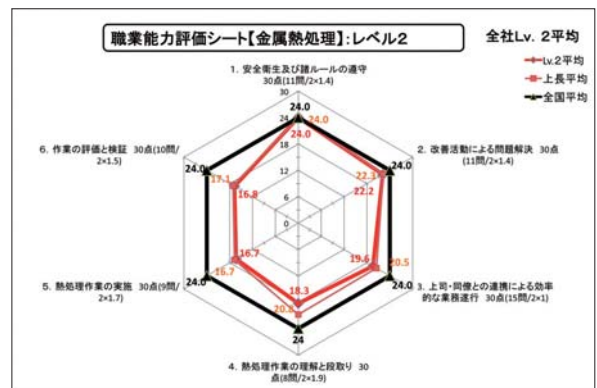 職業能力評価シート【金属熱処理】:レベル2
全社Lv. 2平均
Lv.2平均
上長平均
全国平均
1. 安全衛生及び諸ルールの遵守
30点(11問/2×1.4)
30
24
18
12
6
0
24.0
24.0
24.0
2. 改善活動による問題解決 30点
(11問/2×1.4)
24.0
22.3
22.2
3. 上司・同僚との連携による効率
的な業務遂行 30点(15問/2×1)
24.0
20.5
19.6
4. 熱処理作業の理解と段取り 30
点(8問/2×1.9)
18.3
24
5. 熱処理作業の実施 30点(9問/
2×1.7)
24.0
16.7
16.7
6. 作業の評価と検証 30点(10問/
2×1.5)
24.0
17.1
16.8